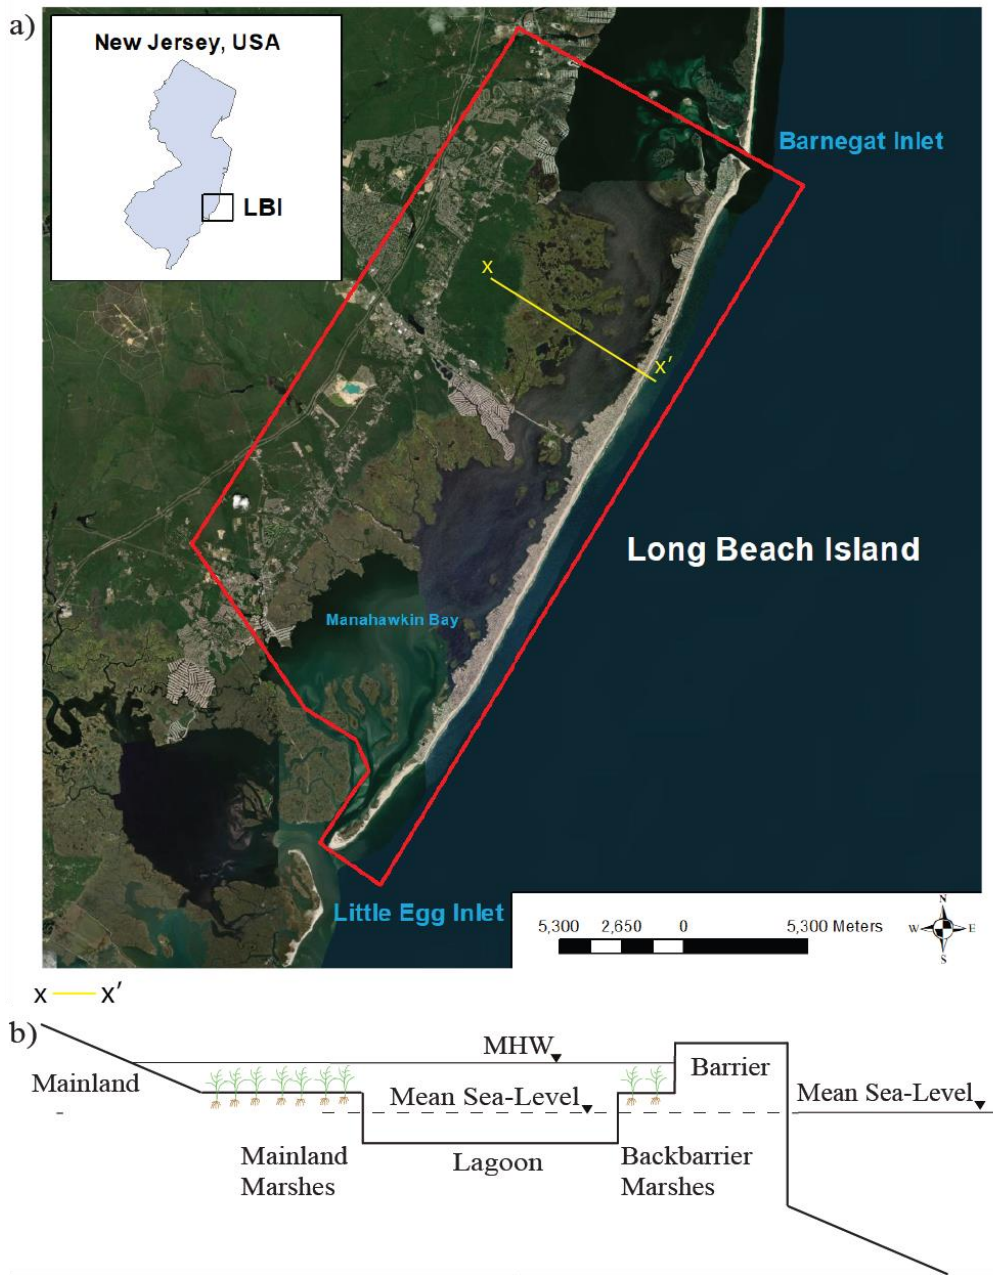 a)
New Jersey, USA
LBI
Barnegat Inlet
x
x′
Long Beach Island
Manahawkin Bay
Little Egg Inlet
5,300 2,650 0 5,300 Meters
N
W E
S
x x′
b)
MHW
Mainland
Barrier
Mean Sea-Level
Mean Sea-Level
Mainland
Marshes
Lagoon
Backbarrier
Marshes